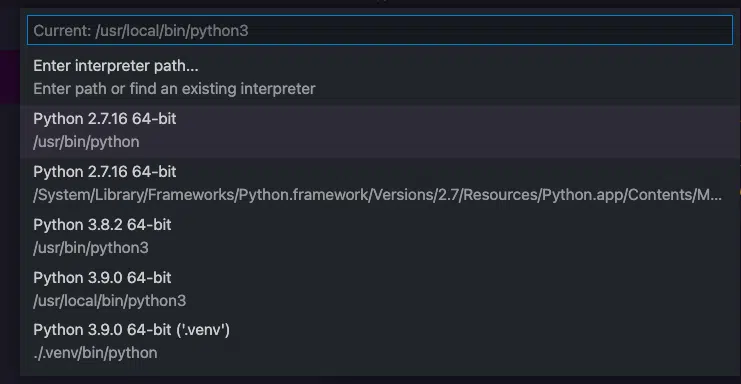 Current: /usr/local/bin/python3
Enter interpreter path...
Enter path or find an existing interpreter
Python 2.7.16 64-bit
/usr/bin/python
Python 2.7.16 64-bit
/System/Library/Frameworks/Python.framework/Versions/2.7/Resources/Python.app/Contents/M...
Python 3.8.2 64-bit
/usr/bin/python3
Python 3.9.0 64-bit
/usr/local/bin/python3
Python 3.9.0 64-bit ('.venv')
./.venv/bin/python